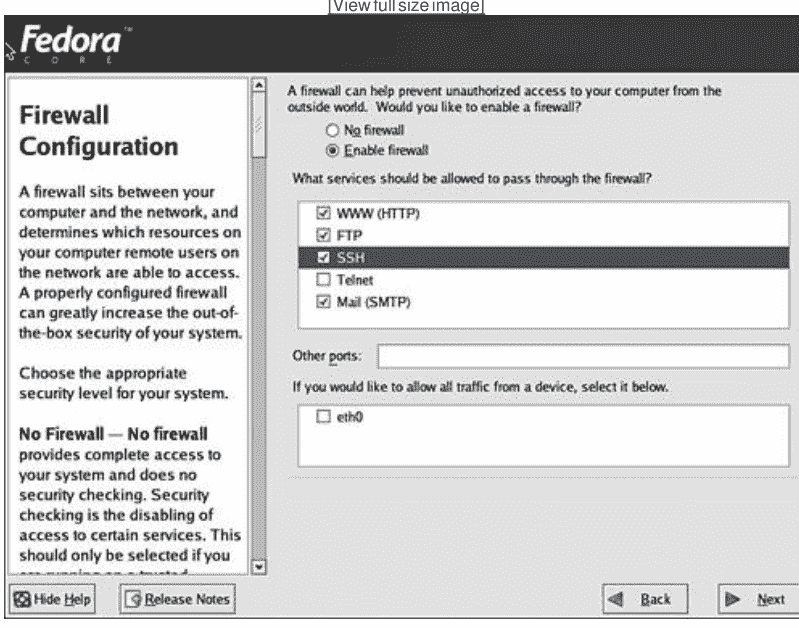 [View full size image]
Fedora™
CORE
Firewall
Configuration
A firewall sits between your
computer and the network, and
determines which resources on
your computer remote users on
the network are able to access.
A properly configured firewall
can greatly increase the out-of-
the-box security of your system.
Choose the appropriate
security level for your system.
No Firewall — No firewall
provides complete access to
your system and does no
security checking. Security
checking is the disabling of
access to certain services. This
should only be selected if you
are running on a trusted
A firewall can help prevent unauthorized access to your computer from the
outside world. Would you like to enable a firewall?
No firewall
Enable firewall
What services should be allowed to pass through the firewall?
WWW (HTTP)
FTP
SSH
Telnet
Mail (SMTP)
Other ports:
If you would like to allow all traffic from a device, select it below.
eth0
Hide Help
Release Notes
Back
Next